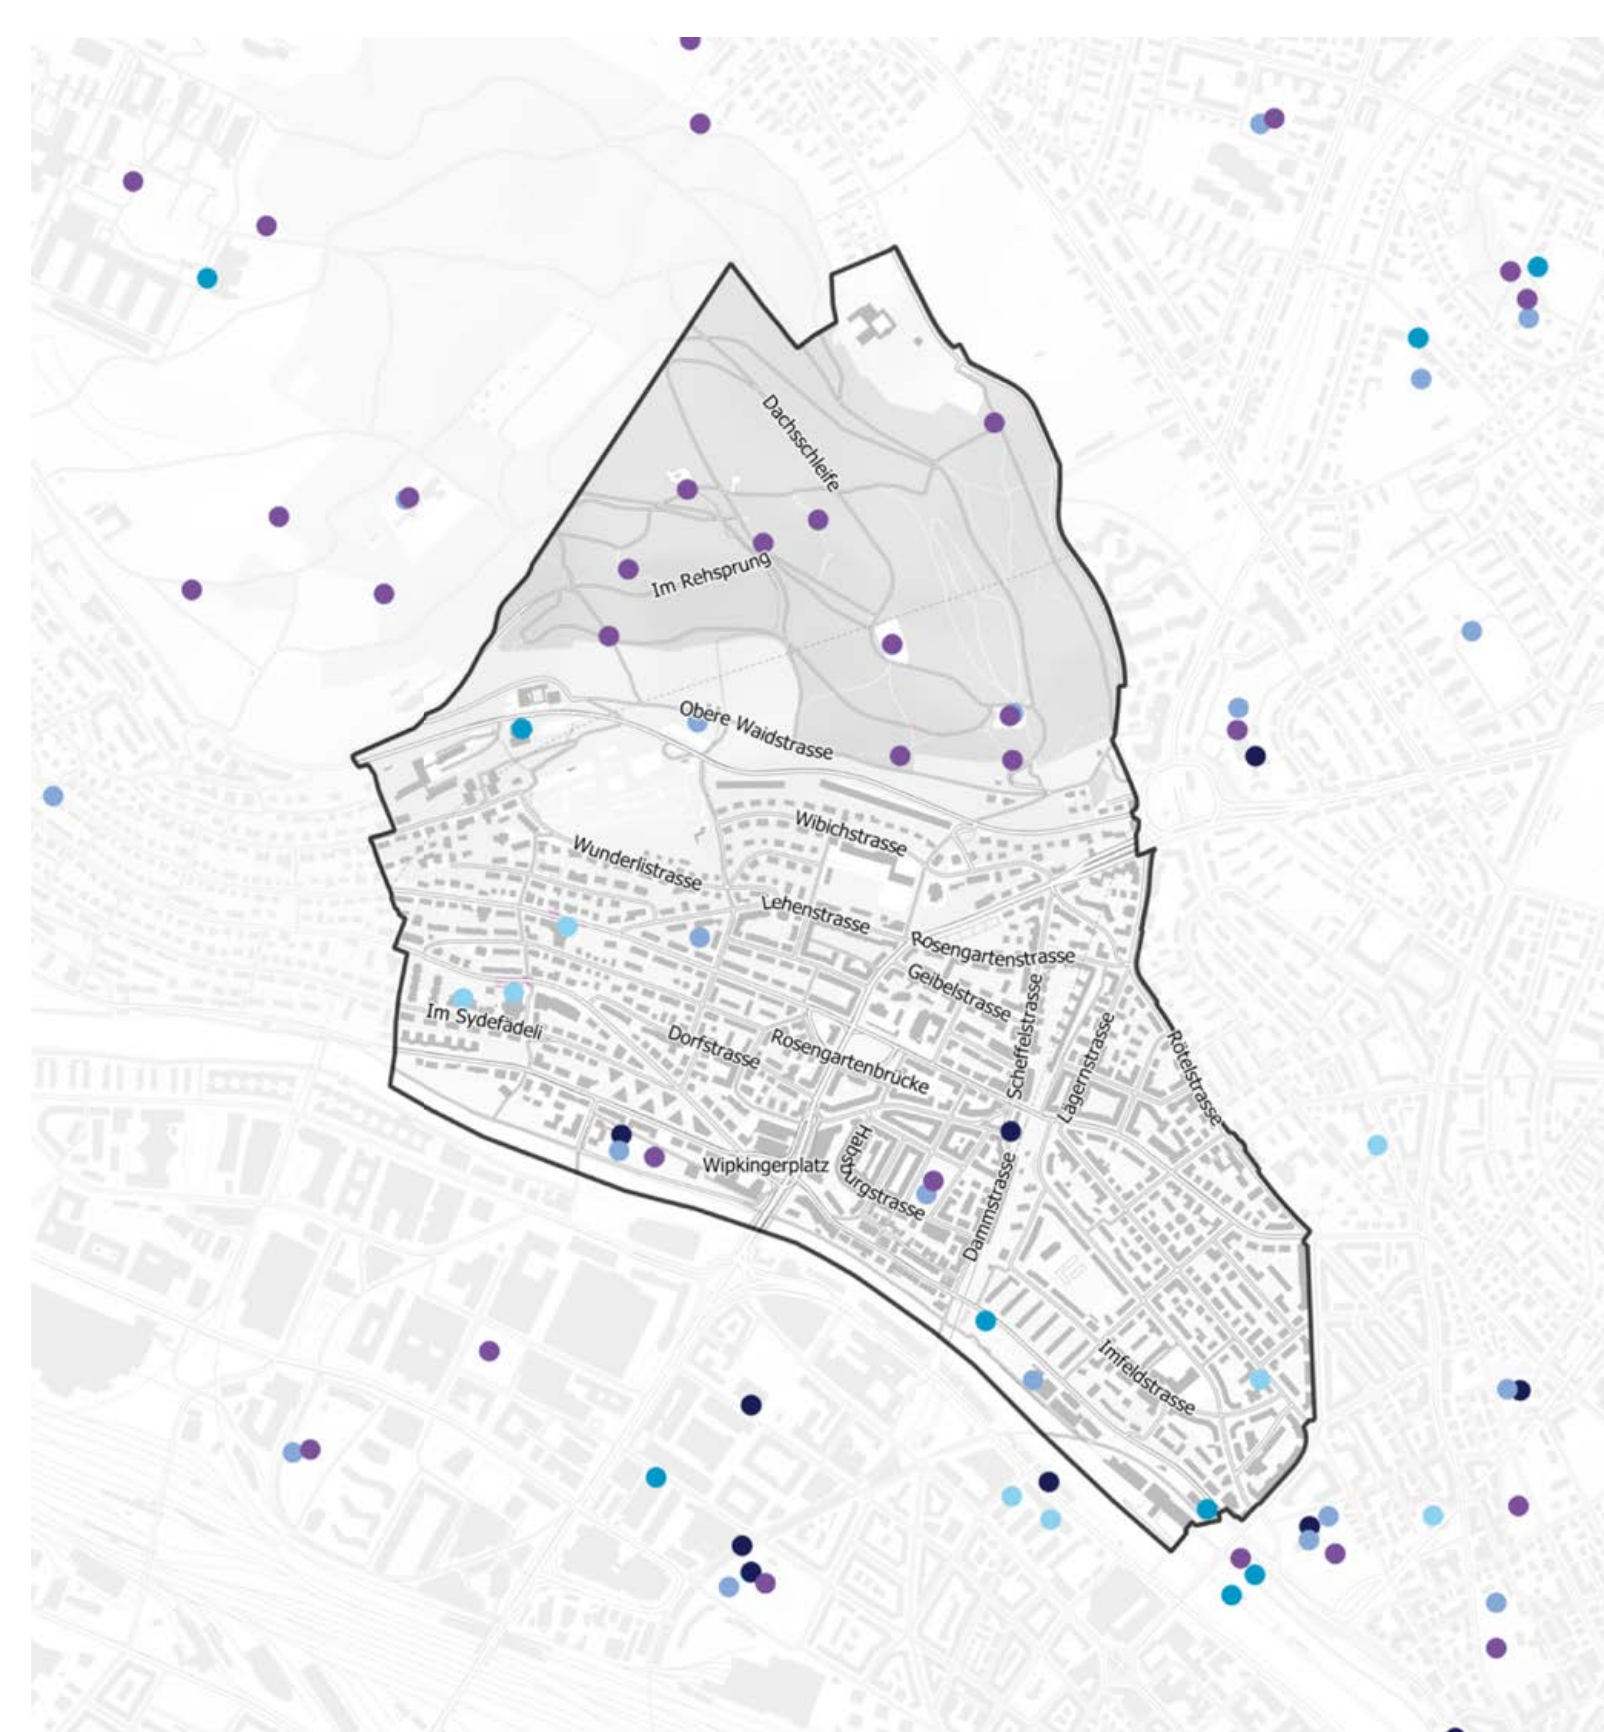 Dachsschleife
Im Rehsprung
Obere Waidstrasse
Wibichstrasse
Wunderlistrasse
Lehenstrasse
Rosengartenstrasse
Geibelstrasse
Scheffelstrasse
Lägernstrasse
Rötelstrasse
Im Sydefädeli
Dorfstrasse
Rosengartenbrücke
Wipkingerplatz
Habsburgstrasse
Dammstrasse
Imfeldstrasse